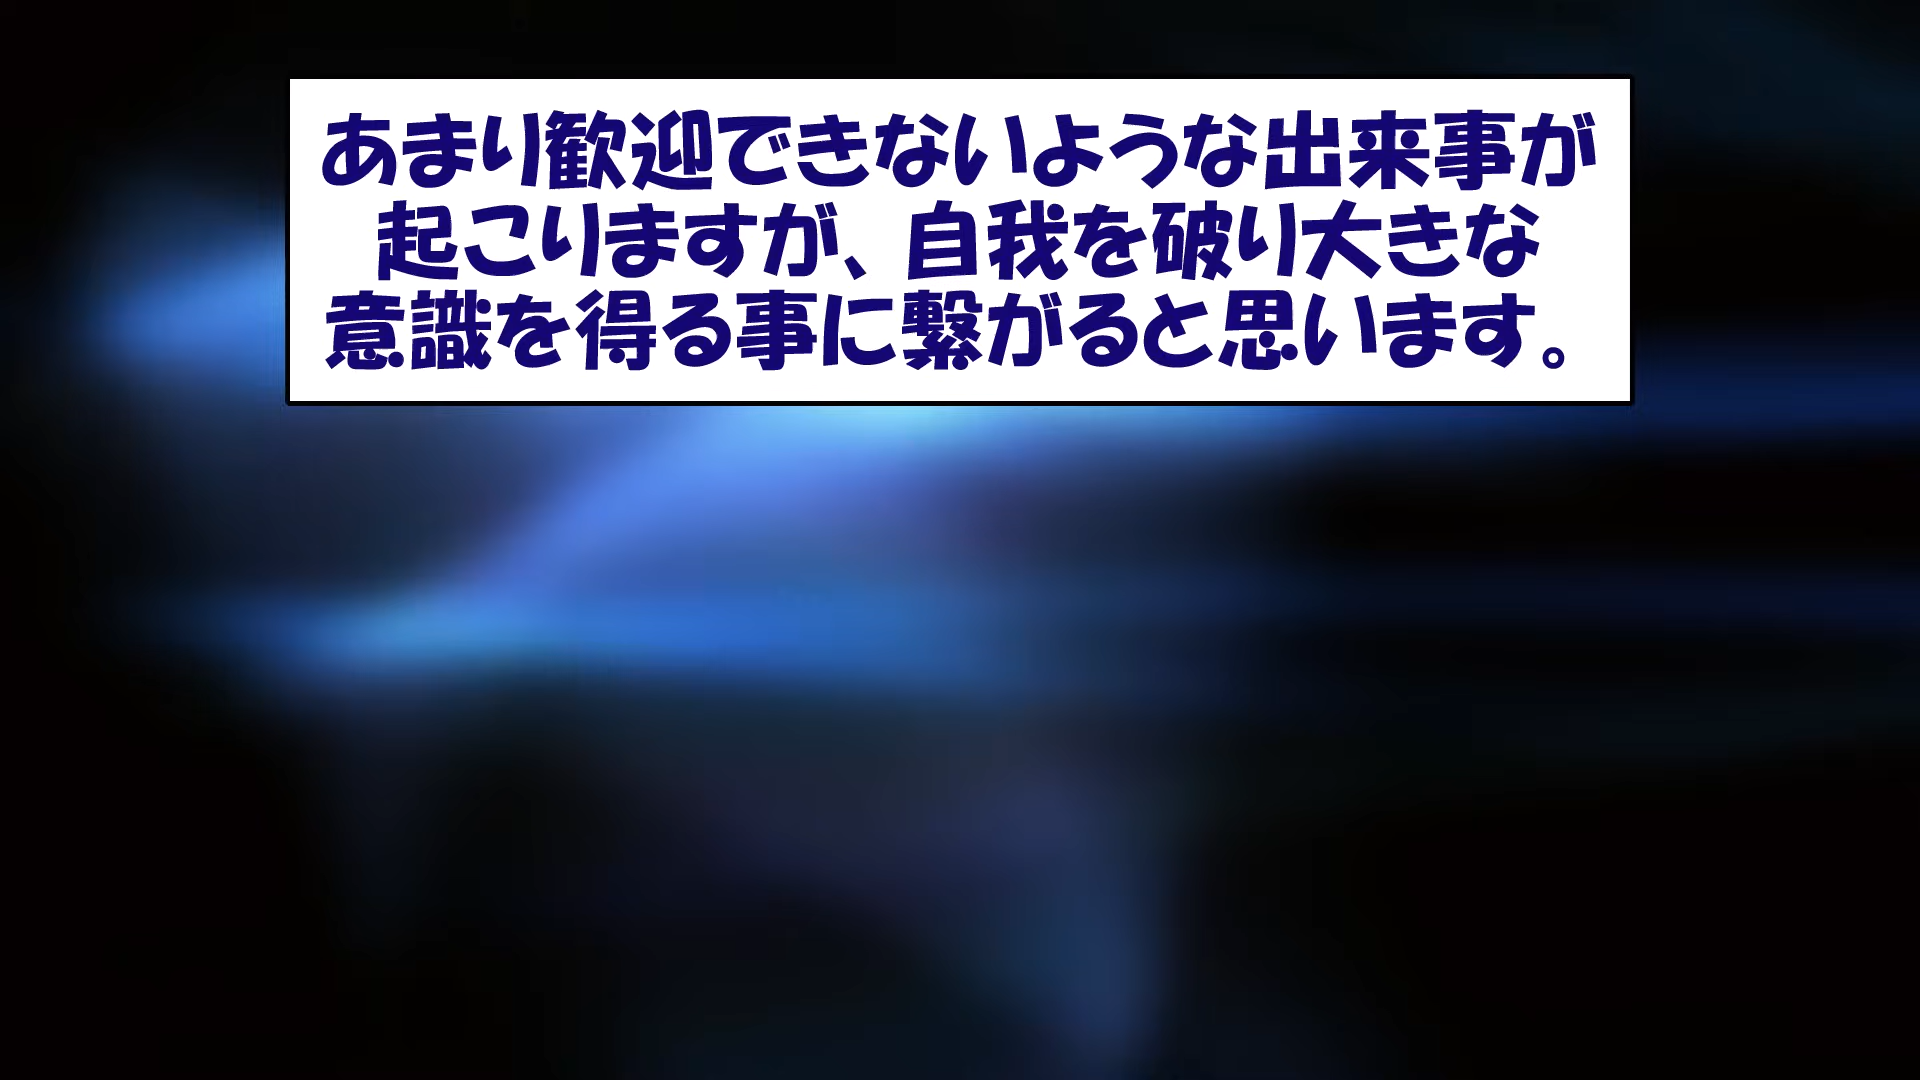 あまり歓迎できないような出来事が
起こりますが、自我を破り大きな
意識を得る事に繋がると思います。